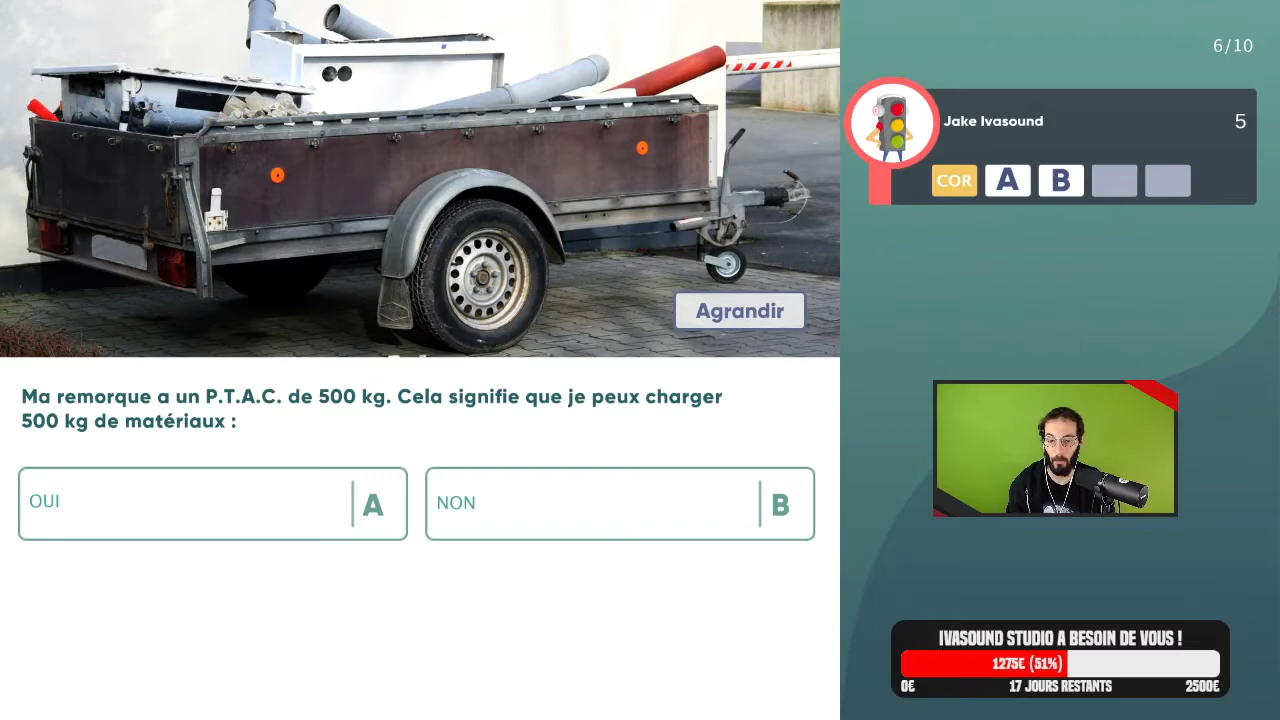 6/10
Jake Ivasound
5
COR A B
Agrandir
Ma remorque a un P.T.A.C. de 500 kg. Cela signifie que je peux charger
500 kg de matériaux :
OUI A
NON B
IVASOUND STUDIO A BESOIN DE VOUS !
1275€ (51%)
0€ 17 JOURS RESTANTS 2500€